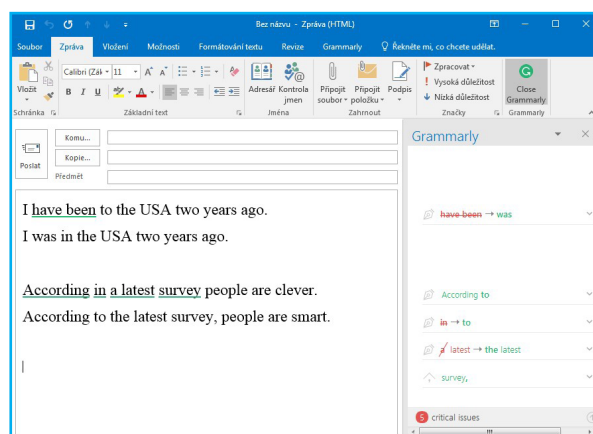 Bez názvu - Zpráva (HTML)
Soubor Zpráva Vložení Možnosti Formátování textu Revize Grammarly Řekněte mi, co chcete udělat.
Calibri (Zák 11 Zpracovat
Vložit B I U Adresář Kontrola jmen Připojit soubor Připojit položku Podpis Vysoká důležitost Nízká důležitost Close Grammarly
Schránka Základní text Jména Zahrnout Značky Grammarly
Poslat
Komu...
Kopie...
Předmět
I have been to the USA two years ago.
I was in the USA two years ago.
According in a latest survey people are clever.
According to the latest survey, people are smart.
Grammarly
have been → was
According to
in → to
a latest → the latest
survey,
5 critical issues